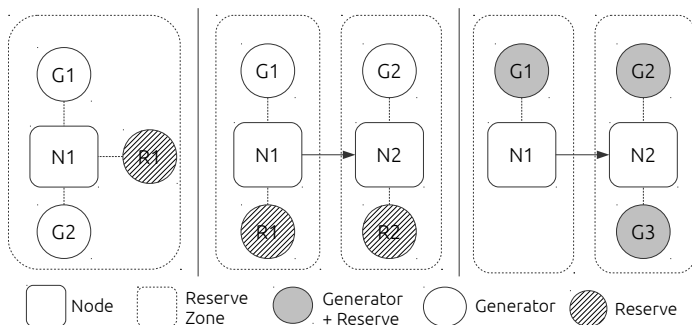 G1
N1
R1
G2
G1
G2
N1
N2
R1
R2
G1
G2
N1
N2
G3
Node
Reserve
Zone
Generator
+ Reserve
Generator
Reserve